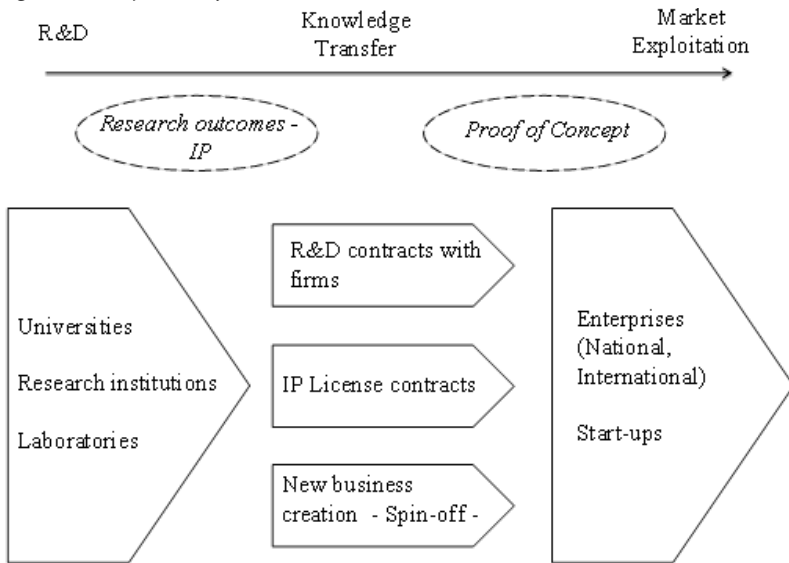 R&D
Knowledge
Transfer
Market
Exploitation
Research outcomes -
IP
Proof of Concept
Universities
Research institutions
Laboratories
R&D contracts with
firms
IP License contracts
New business
creation - Spin-off -
Enterprises
(National,
International)
Start-ups